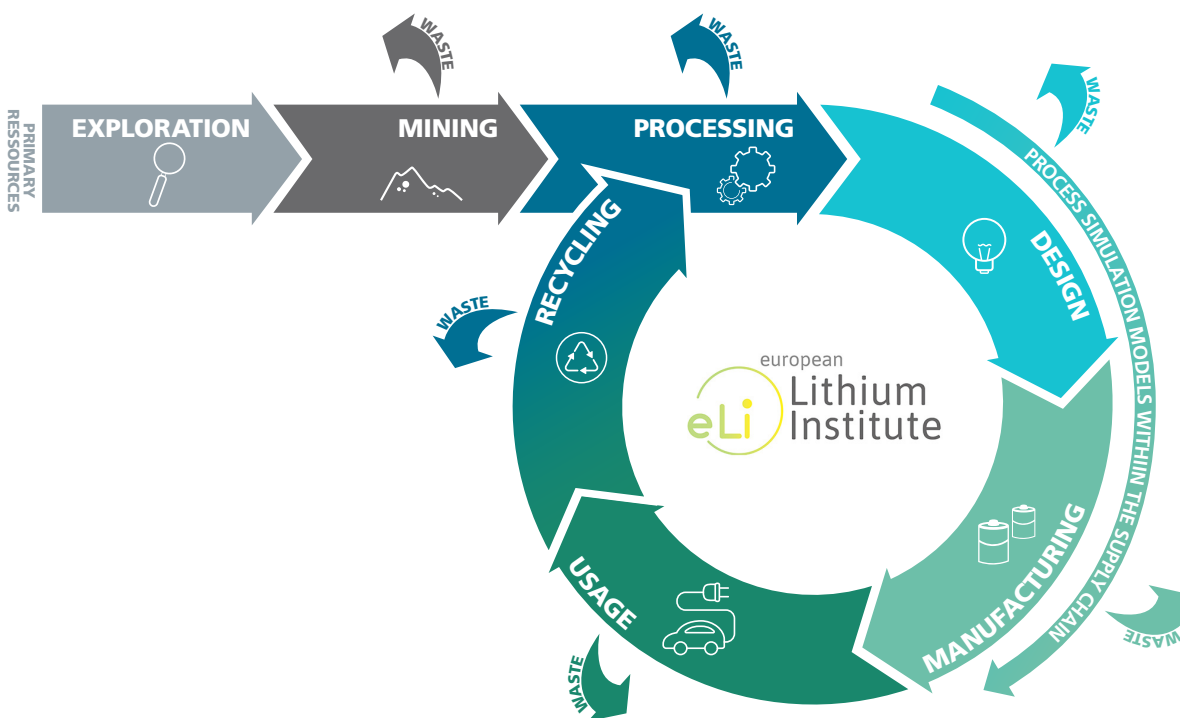 WASTE
WASTE
WASTE
PRIMARY
RESSOURCES
EXPLORATION
MINING
PROCESSING
DESIGN
PROCESS SIMULATION MODELS WITHIIN THE SUPPLY CHAIN
RECYCLING
WASTE
european
eLi
Lithium
Institute
MANUFACTURING
USAGE
WASTE
WASTE